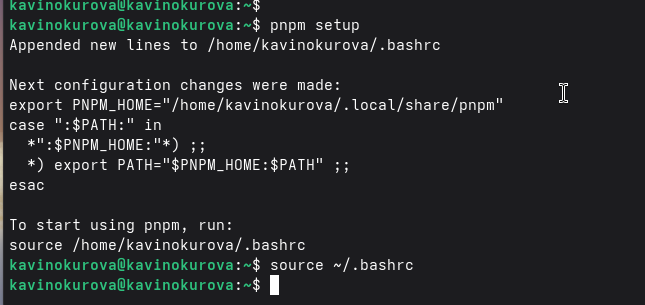 kavinokurova@kavinokurova:~$
kavinokurova@kavinokurova:~$ pnpm setup
Appended new lines to /home/kavinokurova/.bashrc
Next configuration changes were made:
export PNPM_HOME="/home/kavinokurova/.local/share/pnpm"
case ":$PATH:" in
  *":$PNPM_HOME:"*) ;;
  *) export PATH="$PNPM_HOME:$PATH" ;;
esac
To start using pnpm, run:
source /home/kavinokurova/.bashrc
kavinokurova@kavinokurova:~$ source ~/.bashrc
kavinokurova@kavinokurova:~$